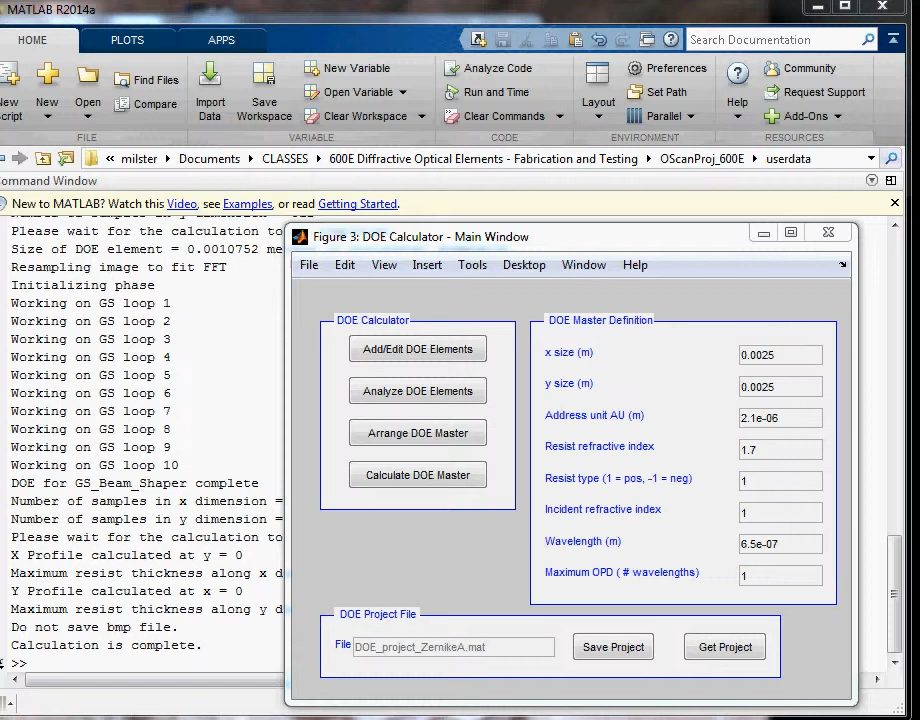 MATLAB R2014a
HOME PLOTS APPS Search Documentation
New Script New Open Find Files Compare
Import Data Save Workspace New Variable Open Variable Clear Workspace
Analyze Code Run and Time Clear Commands
Layout Preferences Set Path Parallel
Help Community Request Support Add-Ons
FILE VARIABLE CODE ENVIRONMENT RESOURCES
milster Documents CLASSES 600E Diffractive Optical Elements - Fabrication and Testing OScanProj_600E userdata
ommand Window
New to MATLAB? Watch this Video, see Examples, or read Getting Started.
Please wait for the calculation to
Size of DOE element = 0.0010752 me
Resampling image to fit FFT
Initializing phase
Working on GS loop 1
Working on GS loop 2
Working on GS loop 3
Working on GS loop 4
Working on GS loop 5
Working on GS loop 6
Working on GS loop 7
Working on GS loop 8
Working on GS loop 9
Working on GS loop 10
DOE for GS_Beam_Shaper complete
Number of samples in x dimension =
Number of samples in y dimension =
Please wait for the calculation to
X Profile calculated at y = 0
Maximum resist thickness along x d
Y Profile calculated at x = 0
Maximum resist thickness along y d
Do not save bmp file.
Calculation is complete.
>>
Figure 3: DOE Calculator - Main Window
File Edit View Insert Tools Desktop Window Help
DOE Calculator
Add/Edit DOE Elements
Analyze DOE Elements
Arrange DOE Master
Calculate DOE Master
DOE Master Definition
x size (m) 0.0025
y size (m) 0.0025
Address unit AU (m) 2.1e-06
Resist refractive index 1.7
Resist type (1 = pos, -1 = neg) 1
Incident refractive index 1
Wavelength (m) 6.5e-07
Maximum OPD ( # wavelengths) 1
DOE Project File
File DOE_project_ZernikeA.mat Save Project Get Project